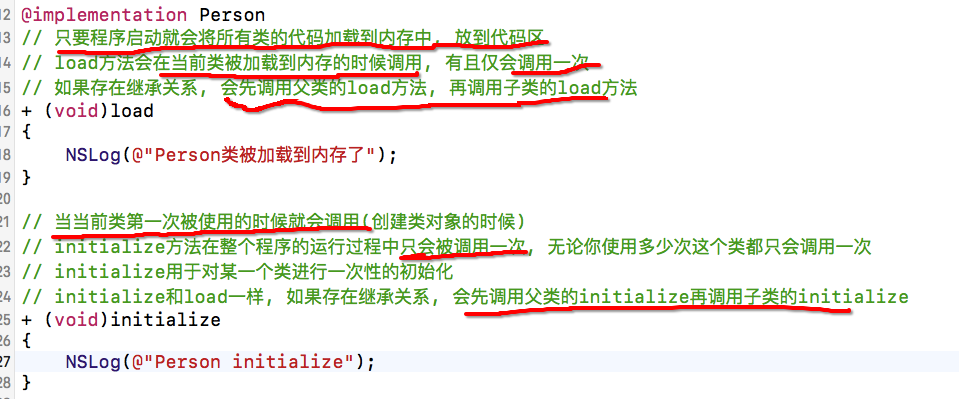 12 @implementation Person
13 // 只要程序启动就会将所有类的代码加载到内存中, 放到代码区
14 // load方法会在当前类被加载到内存的时候调用, 有且仅会调用一次
15 // 如果存在继承关系, 会先调用父类的load方法, 再调用子类的load方法
16 + (void)load
17 {
18 NSLog(@"Person类被加载到内存了");
19 }
20
21 // 当当前类第一次被使用的时候就会调用(创建类对象的时候)
22 // initialize方法在整个程序的运行过程中只会被调用一次, 无论你使用多少次这个类都只会调用一次
23 // initialize用于对某一个类进行一次性的初始化
24 // initialize和load一样, 如果存在继承关系, 会先调用父类的initialize再调用子类的initialize
25 + (void)initialize
26 {
27 NSLog(@"Person initialize");
28 }